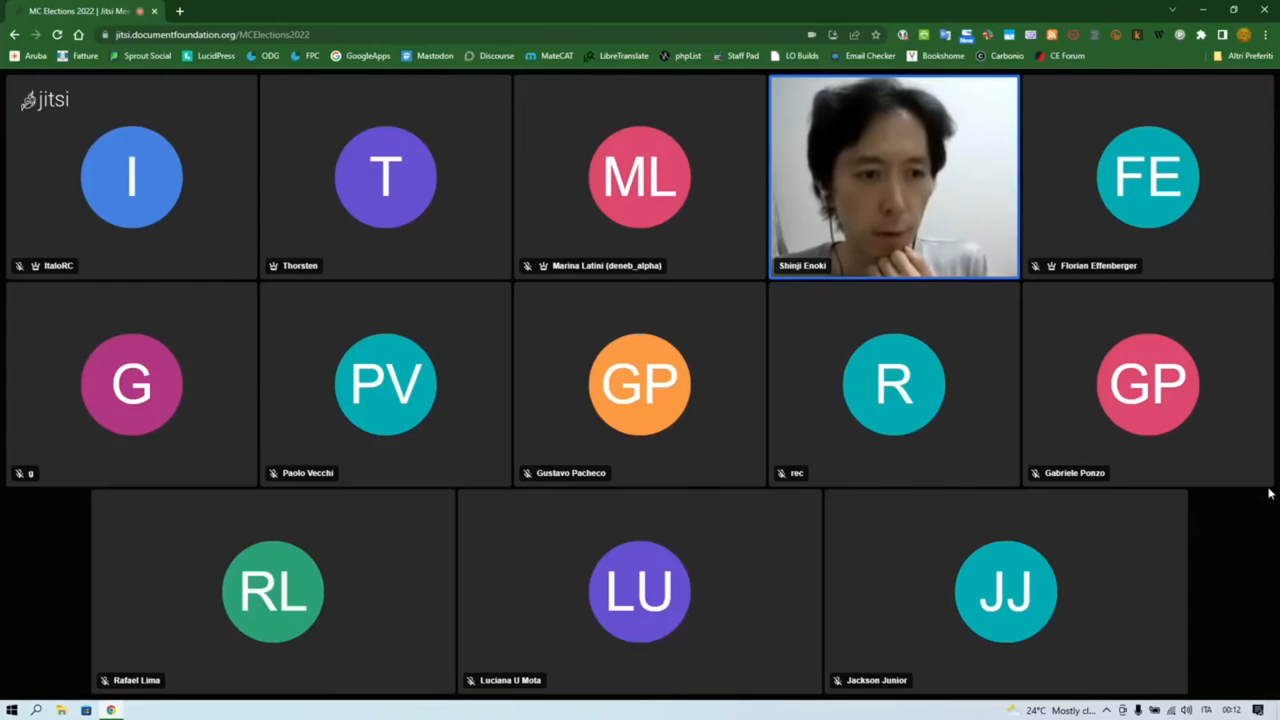 MC Elections 2022 | Jitsi Me
jitsi.documentfoundation.org/MCElections2022
Aruba Fatture Sprout Social LucidPress ODG FPC GoogleApps Mastodon Discourse MateCAT LibreTranslate phpList Staff Pad LO Builds Email Checker Bookshome Carbonio CE Forum Altri Preferiti
jitsi
I T ML FE
ItaloRC Thorsten Marina Latini (deneb_alpha) Shinji Enoki Florian Effenberger
G PV GP R GP
g Paolo Vecchi Gustavo Pacheco rec Gabriele Ponzo
RL LU JJ
Rafael Lima Luciana U Mota Jackson Junior
24°C Mostly cl... ITA 00:12